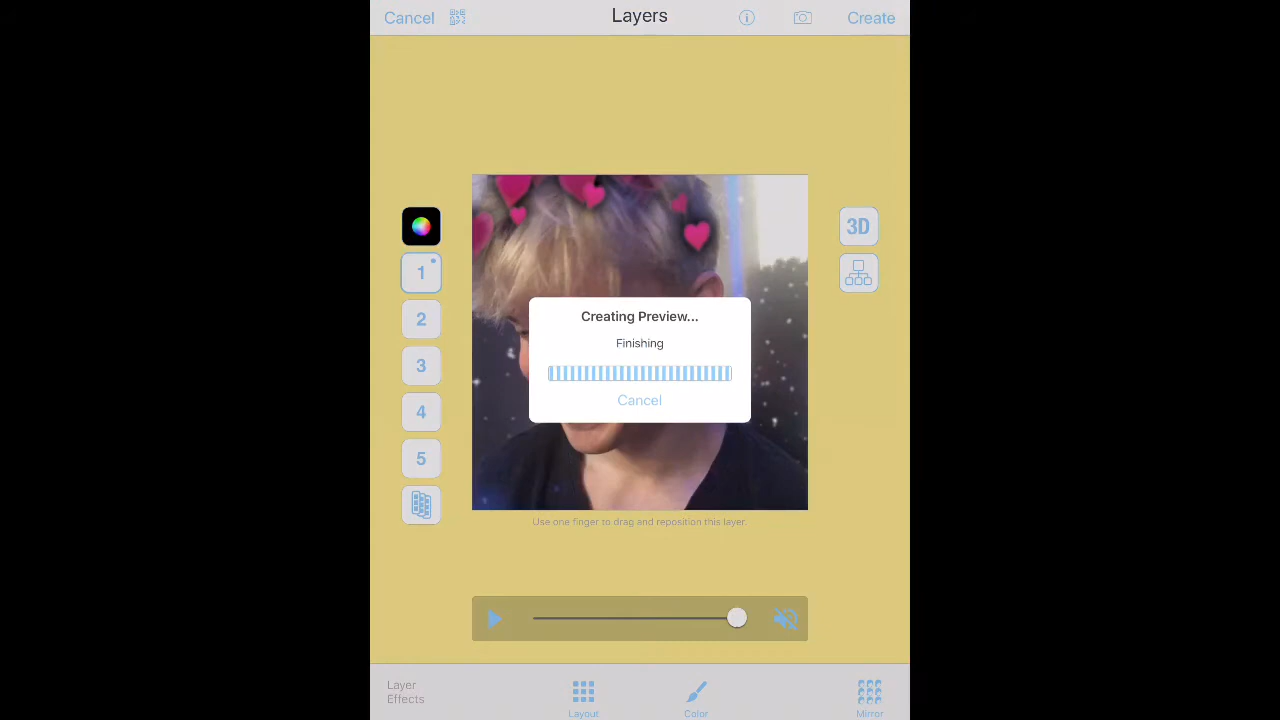 Cancel
Layers
Create
1
2
3
4
5
3D
Creating Preview...
Finishing
Cancel
Use one finger to drag and reposition this layer.
Layer
Effects
Layout
Color
Mirror